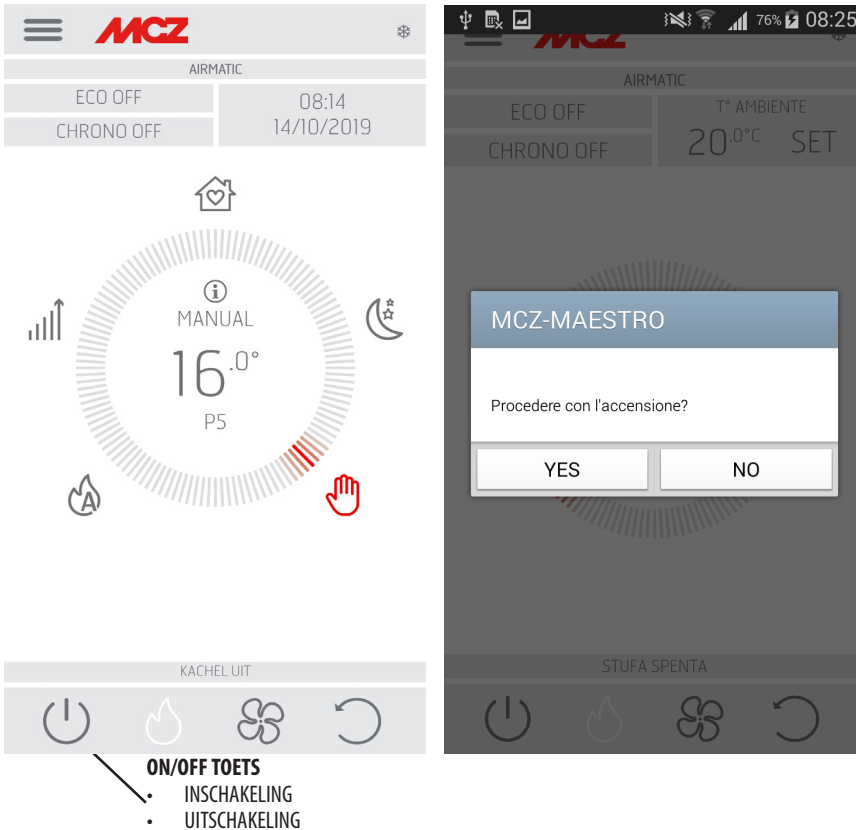 MCZ
AIRMATIC
ECO OFF
CHRONO OFF
08:14
14/10/2019
MANUAL
16.0°
P5
A
KACHEL UIT
ON/OFF TOETS
• INSCHAKELING
• UITSCHAKELING
76% 08:25
MCZ
AIRMATIC
ECO OFF
CHRONO OFF
T° AMBIENTE
20.0°C SET
MCZ-MAESTRO
Procedere con l'accensione?
YES NO
STUFA SPENTA